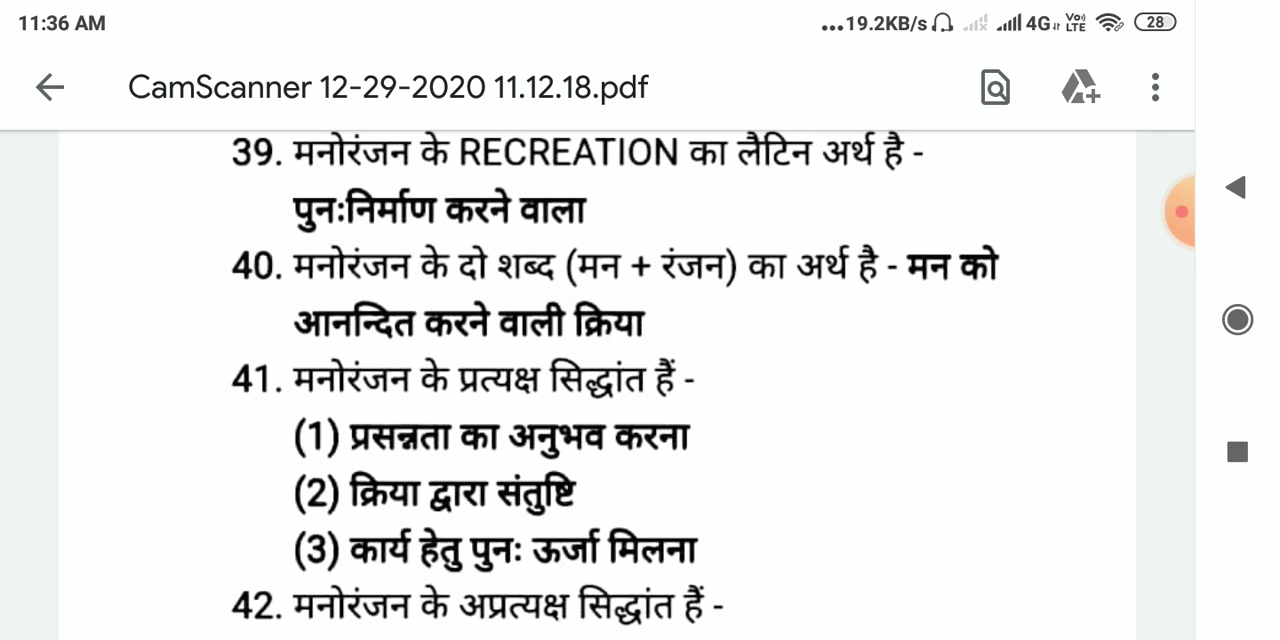 11:36 AM
...19.2KB/s 4G Vo) LTE 28
CamScanner 12-29-2020 11.12.18.pdf
39. मनोरंजन के RECREATION का लैटिन अर्थ है -
पुनःनिर्माण करने वाला
40. मनोरंजन के दो शब्द (मन + रंजन) का अर्थ है - मन को
आनन्दित करने वाली क्रिया
41. मनोरंजन के प्रत्यक्ष सिद्धांत हैं -
(1) प्रसन्नता का अनुभव करना
(2) क्रिया द्वारा संतुष्टि
(3) कार्य हेतु पुनः ऊर्जा मिलना
42. मनोरंजन के अप्रत्यक्ष सिद्धांत हैं -